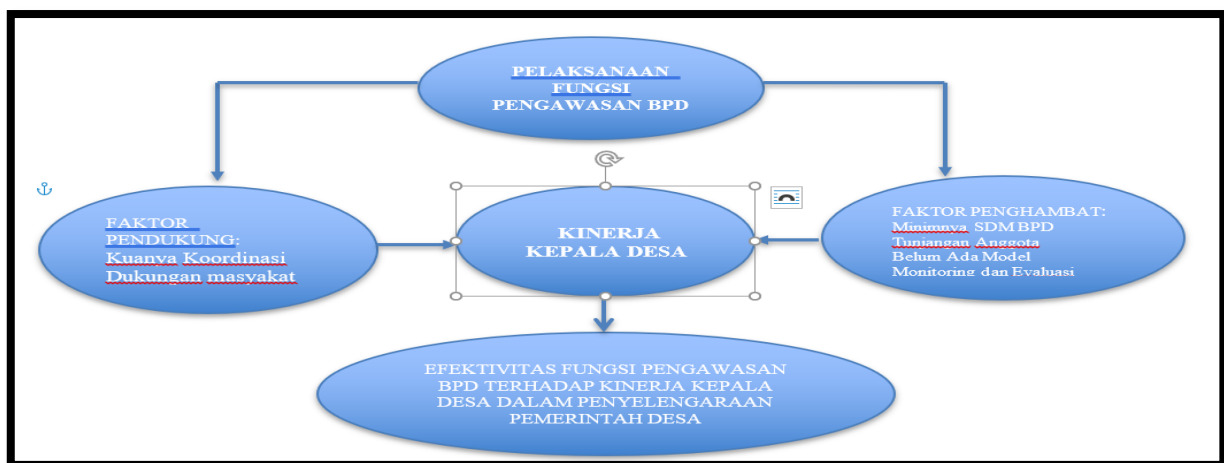 PELAKSANAAN
FUNGSI
PENGAWASAN BPD
FAKTOR
PENDUKUNG:
Kuanya Koordinasi
Dukungan masyakat
KINERJA
KEPALA DESA
FAKTOR PENGHAMBAT:
Minimnya SDM BPD
Tunjangan Anggota
Belum Ada Model
Monitoring dan Evaluasi
EFEKTIVITAS FUNGSI PENGAWASAN
BPD TERHADAP KINERJA KEPALA
DESA DALAM PENYELENGARAAN
PEMERINTAH DESA